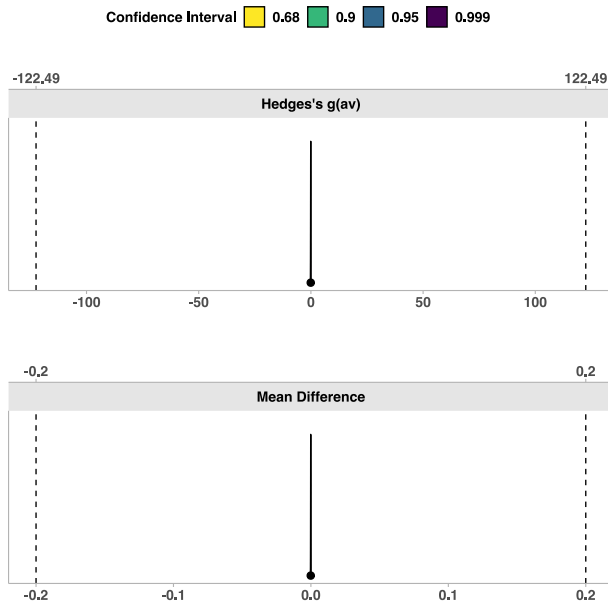 Confidence Interval 0.68 0.9 0.95 0.999
-122.49 122.49
Hedges's g(av)
-100 -50 0 50 100
-0.2 0.2
Mean Difference
-0.2 -0.1 0.0 0.1 0.2